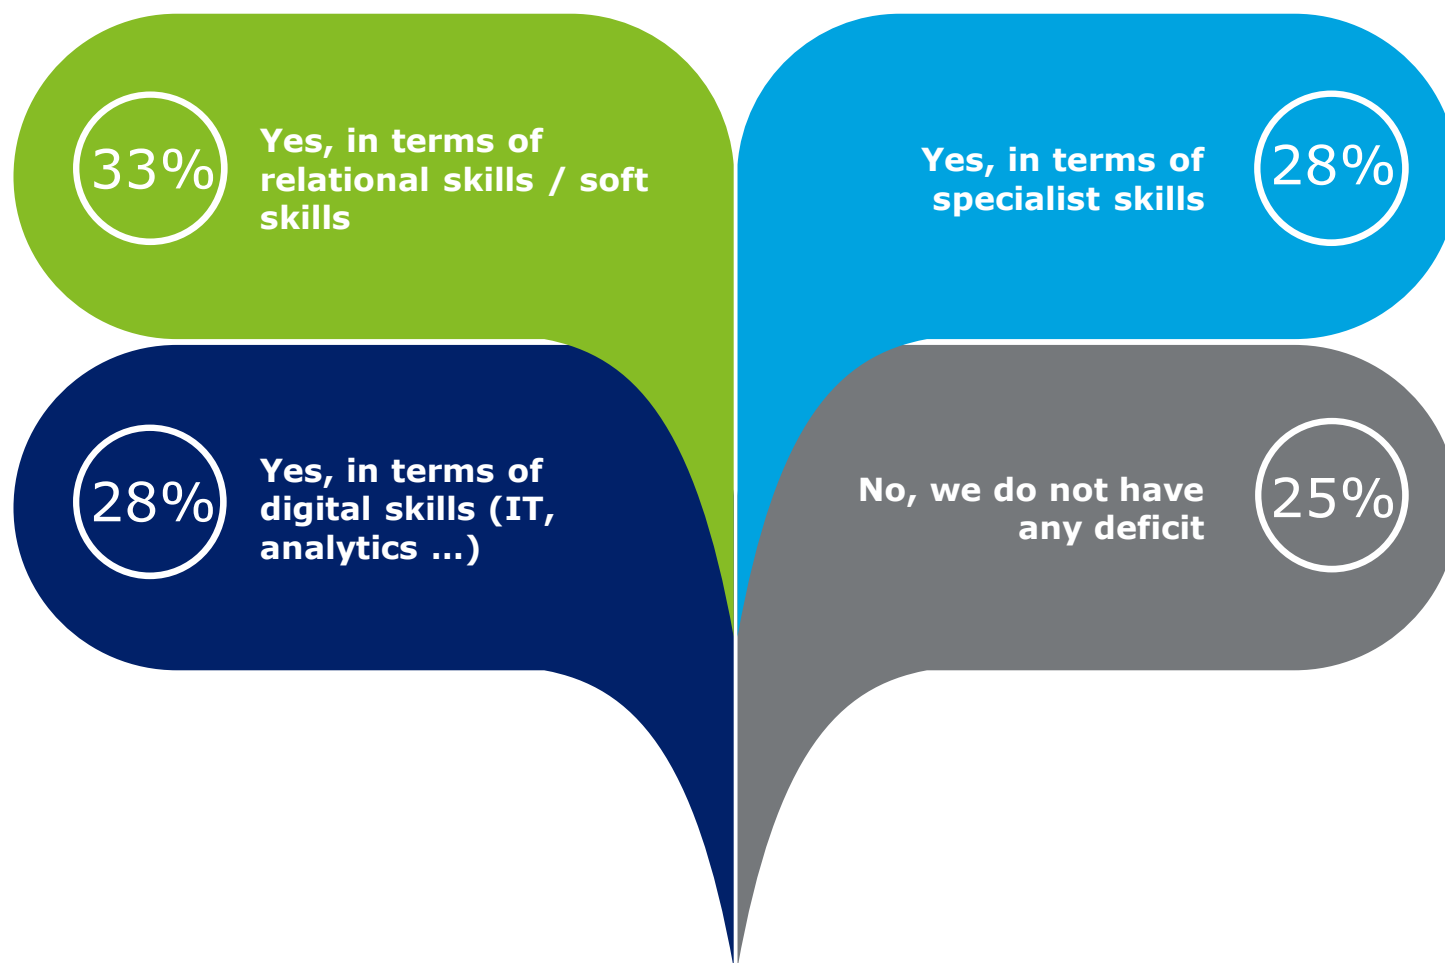 33%
Yes, in terms of
relational skills / soft
skills
Yes, in terms of
specialist skills
28%
28%
Yes, in terms of
digital skills (IT,
analytics ...)
No, we do not have
any deficit
25%